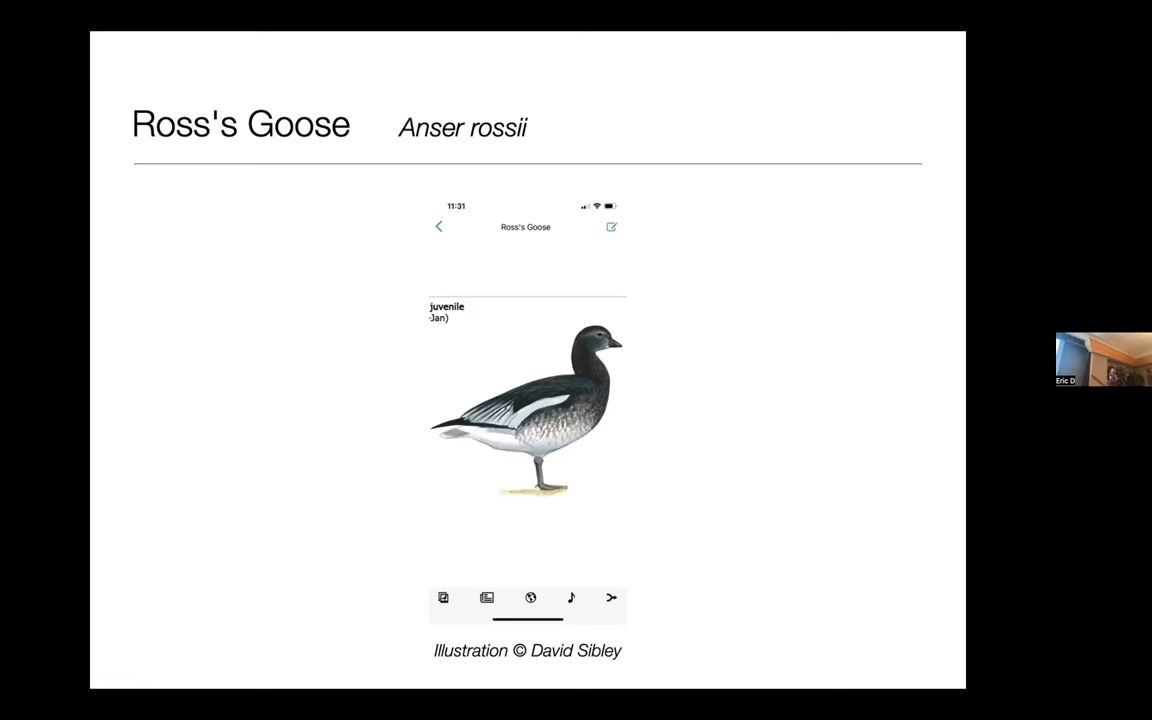 Ross's Goose Anser rossii
11:31
Ross's Goose
juvenile
-Jan)
Eric D
Illustration © David Sibley